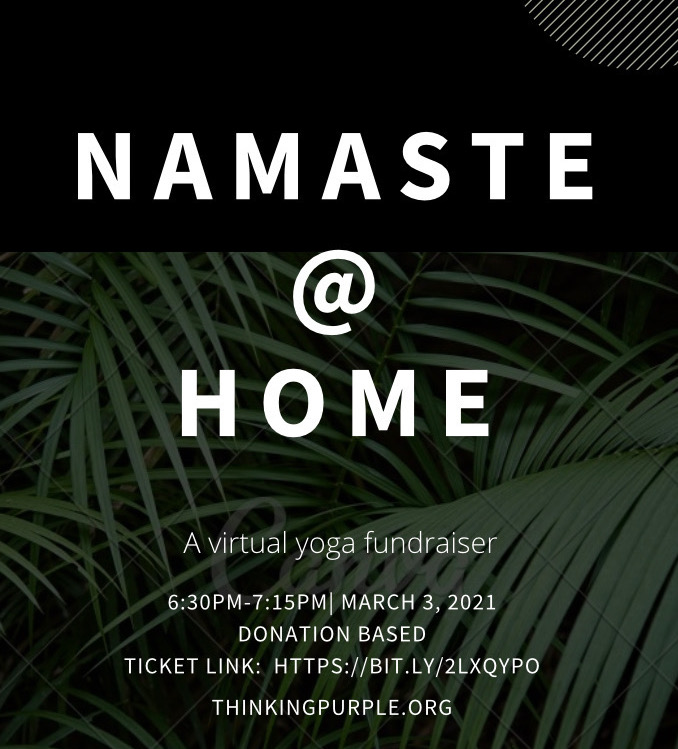 NAMASTE
@
HOME
Canva
A virtual yoga fundraiser
6:30PM-7:15PM| MARCH 3, 2021
DONATION BASED
TICKET LINK: HTTPS://BIT.LY/2LXQYPO
THINKINGPURPLE.ORG